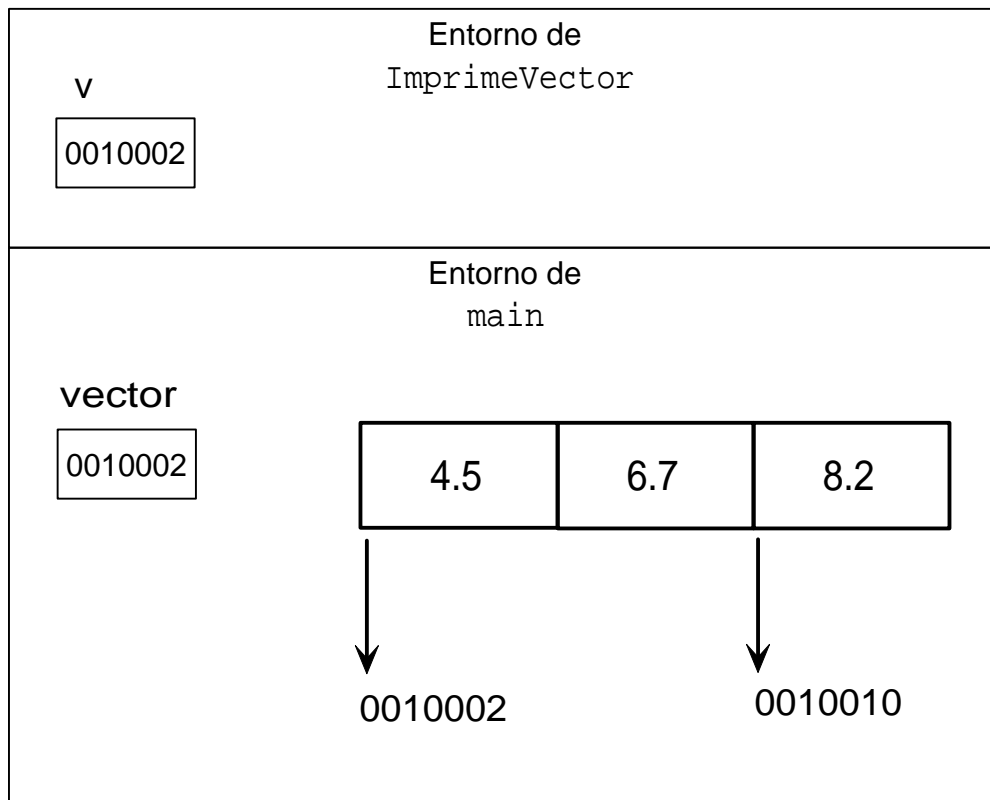 Entorno de
ImprimeVector
v
0010002
Entorno de
main
vector
0010002
4.5 6.7 8.2
0010002 0010010